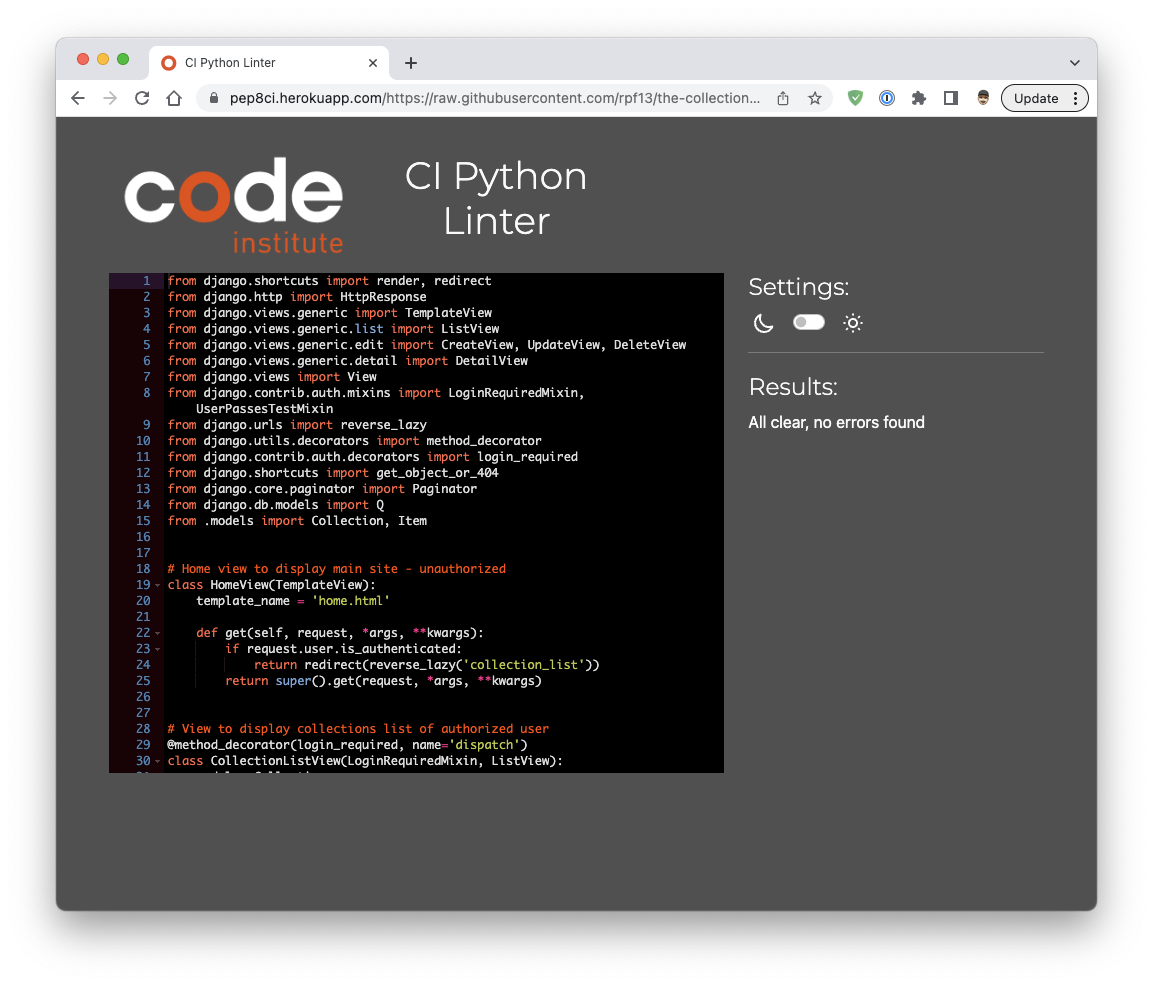 CI Python Linter
pep8ci.herokuapp.com/https://raw.githubusercontent.com/rpf13/the-collection...
Update
code
institute
CI Python
Linter
1 from django.shortcuts import render, redirect
2 from django.http import HttpResponse
3 from django.views.generic import TemplateView
4 from django.views.generic.list import ListView
5 from django.views.generic.edit import CreateView, UpdateView, DeleteView
6 from django.views.generic.detail import DetailView
7 from django.views import View
8 from django.contrib.auth.mixins import LoginRequiredMixin,
UserPassesTestMixin
9 from django.urls import reverse_lazy
10 from django.utils.decorators import method_decorator
11 from django.contrib.auth.decorators import login_required
12 from django.shortcuts import get_object_or_404
13 from django.core.paginator import Paginator
14 from django.db.models import Q
15 from .models import Collection, Item
16
17
18 # Home view to display main site - unauthorized
19 class HomeView(TemplateView):
20 template_name = 'home.html'
21
22 def get(self, request, *args, **kwargs):
23 if request.user.is_authenticated:
24 return redirect(reverse_lazy('collection_list'))
25 return super().get(request, *args, **kwargs)
26
27
28 # View to display collections list of authorized user
29 @method_decorator(login_required, name='dispatch')
30 class CollectionListView(LoginRequiredMixin, ListView):
Settings:
Results:
All clear, no errors found